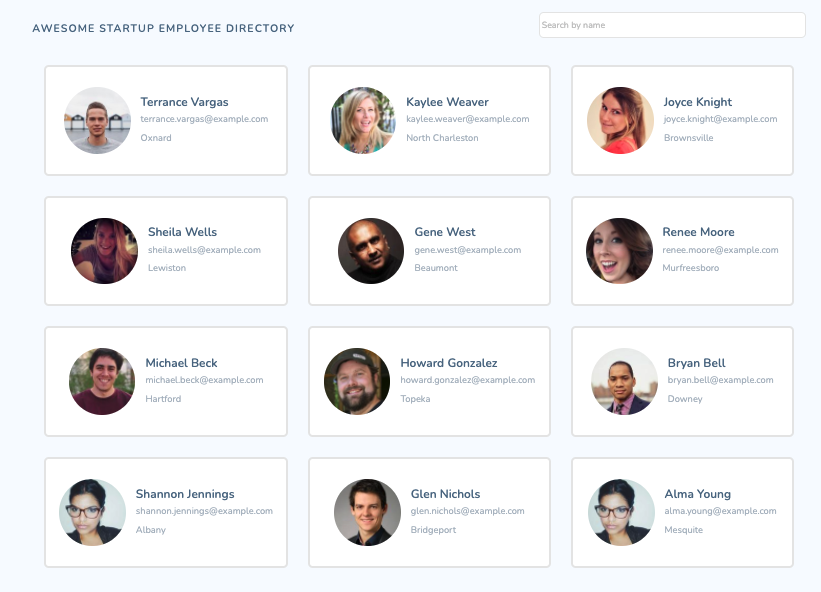 AWESOME STARTUP EMPLOYEE DIRECTORY
Search by name
Terrance Vargas
terrance.vargas@example.com
Oxnard
Kaylee Weaver
kaylee.weaver@example.com
North Charleston
Joyce Knight
joyce.knight@example.com
Brownsville
Sheila Wells
sheila.wells@example.com
Lewiston
Gene West
gene.west@example.com
Beaumont
Renee Moore
renee.moore@example.com
Murfreesboro
Michael Beck
michael.beck@example.com
Hartford
Howard Gonzalez
howard.gonzalez@example.com
Topeka
Bryan Bell
bryan.bell@example.com
Downey
Shannon Jennings
shannon.jennings@example.com
Albany
Glen Nichols
glen.nichols@example.com
Bridgeport
Alma Young
alma.young@example.com
Mesquite